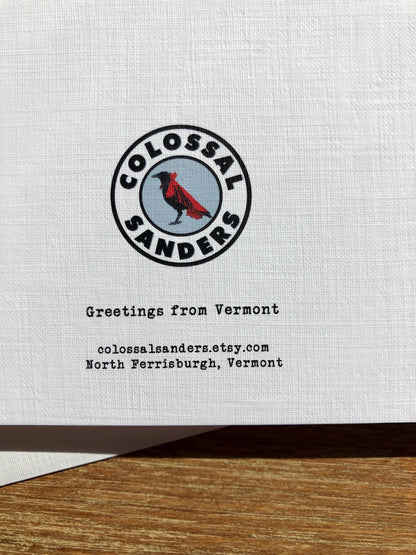 COLOSSAL
SANDERS
Greetings from Vermont
colossalsanders.etsy.com
North Ferrisburgh, Vermont